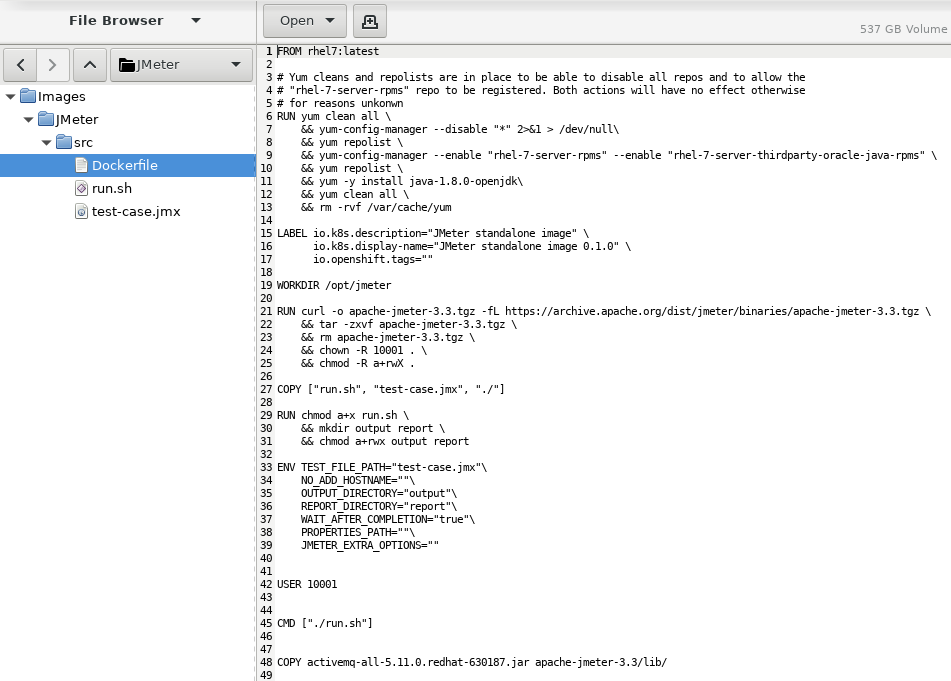 File Browser
Open
537 GB Volume
JMeter
Images
JMeter
src
Dockerfile
run.sh
test-case.jmx
1 FROM rhel7:latest
2
3 # Yum cleans and repolists are in place to be able to disable all repos and to allow the
4 # "rhel-7-server-rpms" repo to be registered. Both actions will have no effect otherwise
5 # for reasons unkonwn
6 RUN yum clean all \
7     && yum-config-manager --disable "*" 2>&1 > /dev/null\
8     && yum repolist \
9     && yum-config-manager --enable "rhel-7-server-rpms" --enable "rhel-7-server-thirdparty-oracle-java-rpms" \
10     && yum repolist \
11     && yum -y install java-1.8.0-openjdk\
12     && yum clean all \
13     && rm -rvf /var/cache/yum
14
15 LABEL io.k8s.description="JMeter standalone image" \
16       io.k8s.display-name="JMeter standalone image 0.1.0" \
17       io.openshift.tags=""
18
19 WORKDIR /opt/jmeter
20
21 RUN curl -o apache-jmeter-3.3.tgz -fL https://archive.apache.org/dist/jmeter/binaries/apache-jmeter-3.3.tgz \
22     && tar -zxvf apache-jmeter-3.3.tgz \
23     && rm apache-jmeter-3.3.tgz \
24     && chown -R 10001 . \
25     && chmod -R a+rwX .
26
27 COPY ["run.sh", "test-case.jmx", "./"]
28
29 RUN chmod a+x run.sh \
30     && mkdir output report \
31     && chmod a+rwx output report
32
33 ENV TEST_FILE_PATH="test-case.jmx"\
34     NO_ADD_HOSTNAME=""\
35     OUTPUT_DIRECTORY="output"\
36     REPORT_DIRECTORY="report"\
37     WAIT_AFTER_COMPLETION="true"\
38     PROPERTIES_PATH=""\
39     JMETER_EXTRA_OPTIONS=""
40
41
42 USER 10001
43
44
45 CMD ["./run.sh"]
46
47
48 COPY activemq-all-5.11.0.redhat-630187.jar apache-jmeter-3.3/lib/
49